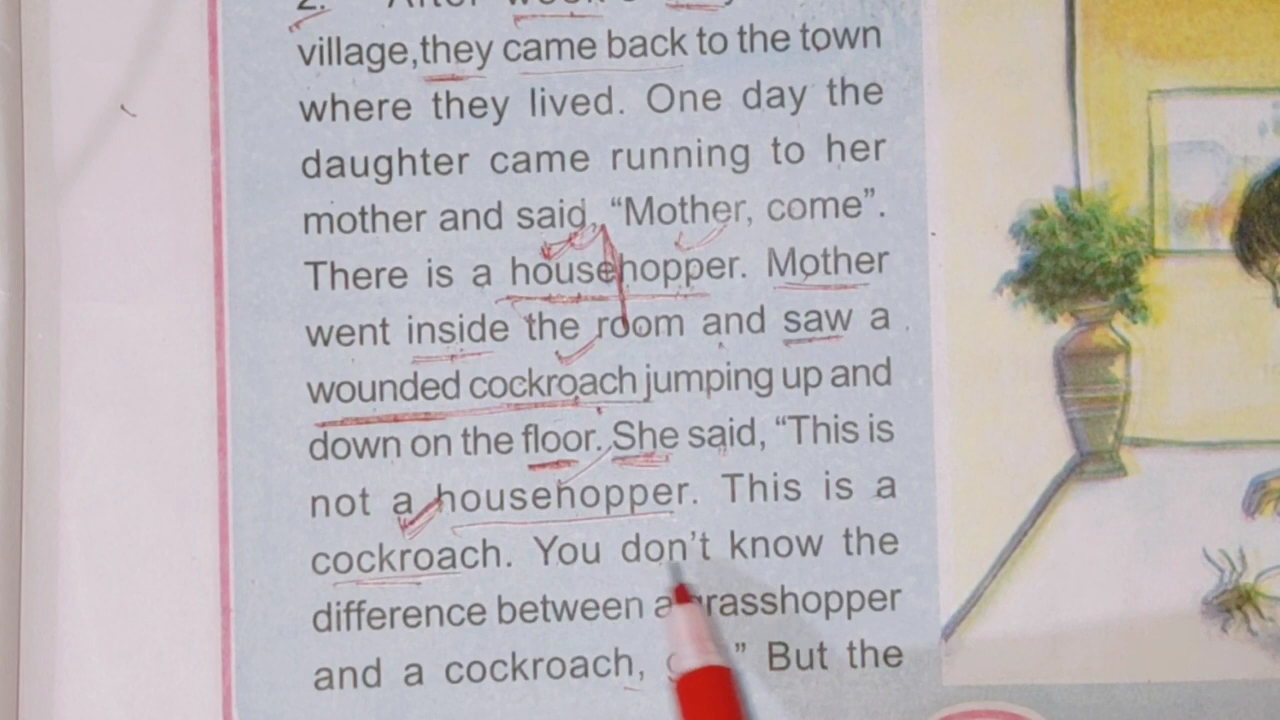 2. After
village,they came back to the town
where they lived. One day the
daughter came running to her
mother and said, “Mother, come”.
There is a househopper. Mother
went inside the room and saw a
wounded cockroach jumping up and
down on the floor. She said, “This is
not a househopper. This is a
cockroach. You don’t know the
difference between a grasshopper
and a cockroach, ” But the